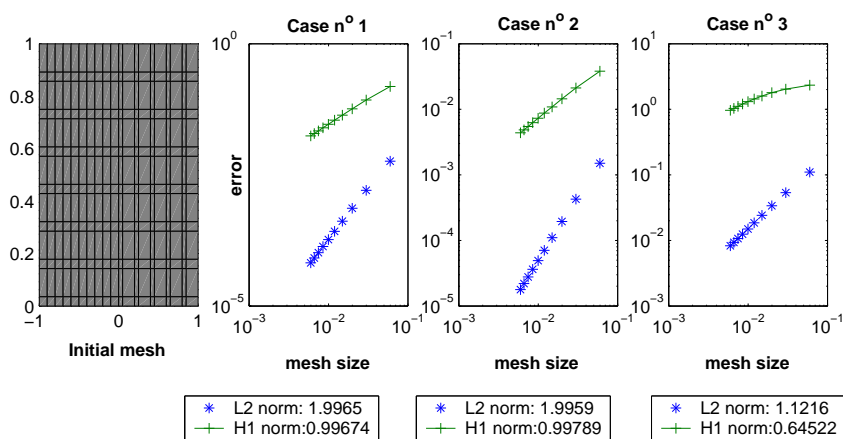 Case nº 1
Case nº 2
Case nº 3
1
0.8
0.6
0.4
0.2
0
−1
0
1
Initial mesh
10^0
10^−5
error
10^−3
10^−2
10^−1
mesh size
10^−1
10^−2
10^−3
10^−4
10^−5
10^−3
10^−2
10^−1
mesh size
10^1
10^0
10^−1
10^−2
10^−3
10^−3
10^−2
10^−1
mesh size
L2 norm: 1.9965
H1 norm:0.99674
L2 norm: 1.9959
H1 norm:0.99789
L2 norm: 1.1216
H1 norm:0.64522